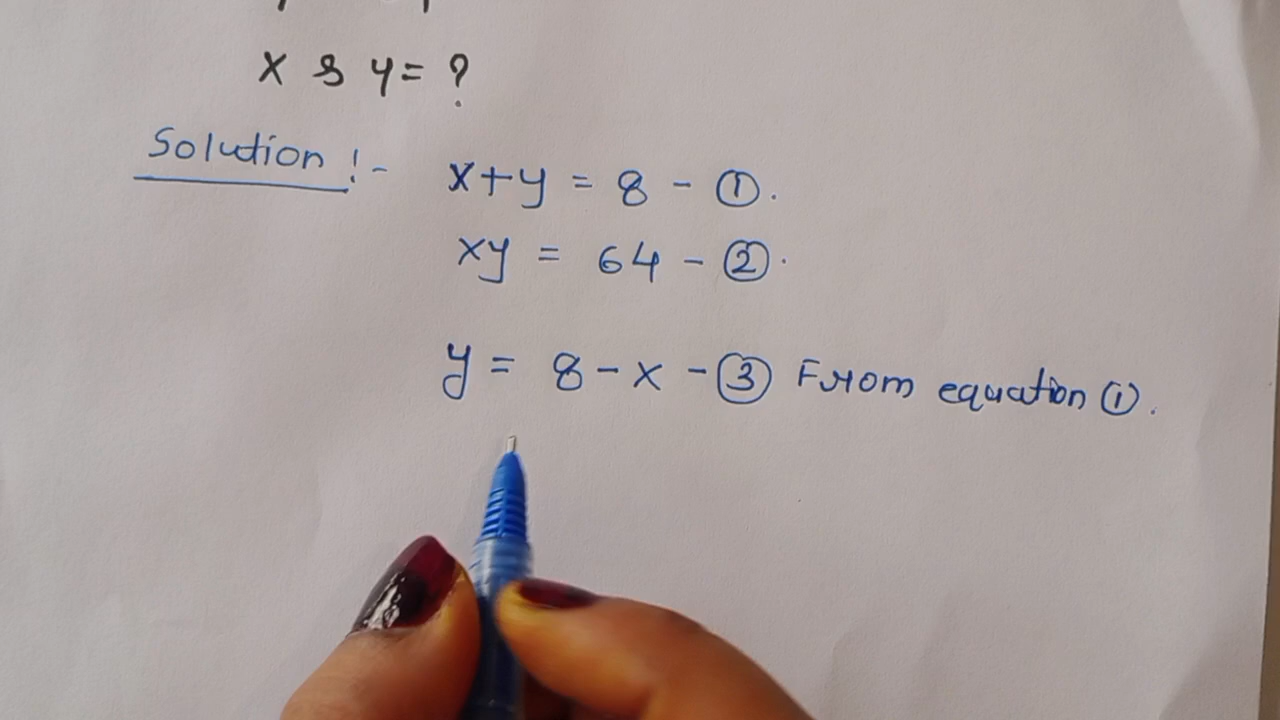 x & y = ?
Solution !-
x+y = 8 - ①.
xy = 64 - ②.
y = 8 - x - ③ From equation ①.